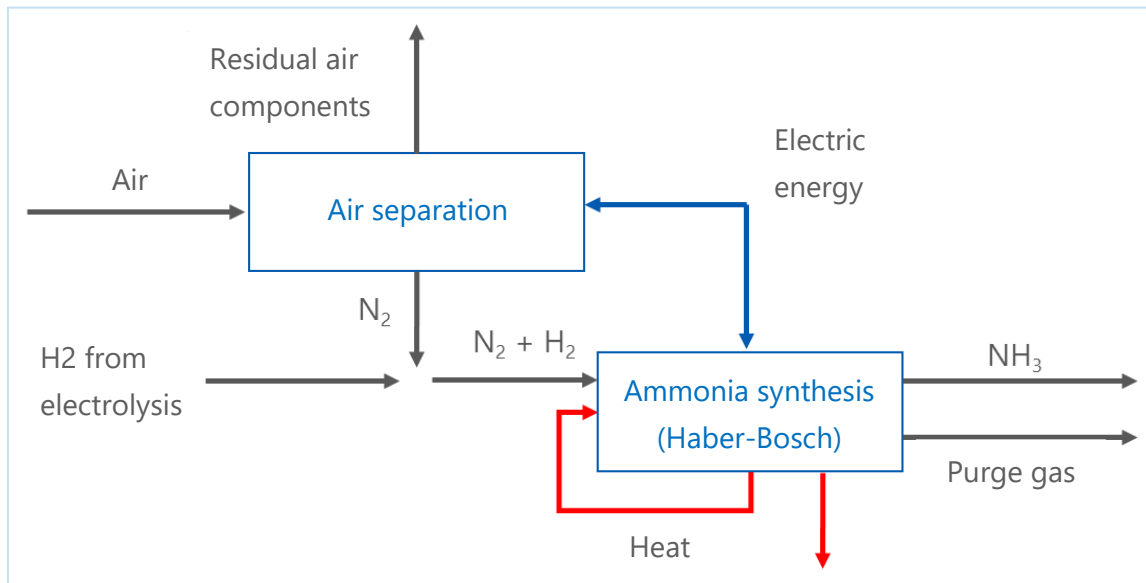 Residual air
components
Electric
energy
Air
Air separation
N₂
N₂ + H₂
H2 from
electrolysis
Ammonia synthesis
(Haber-Bosch)
NH₃
Purge gas
Heat